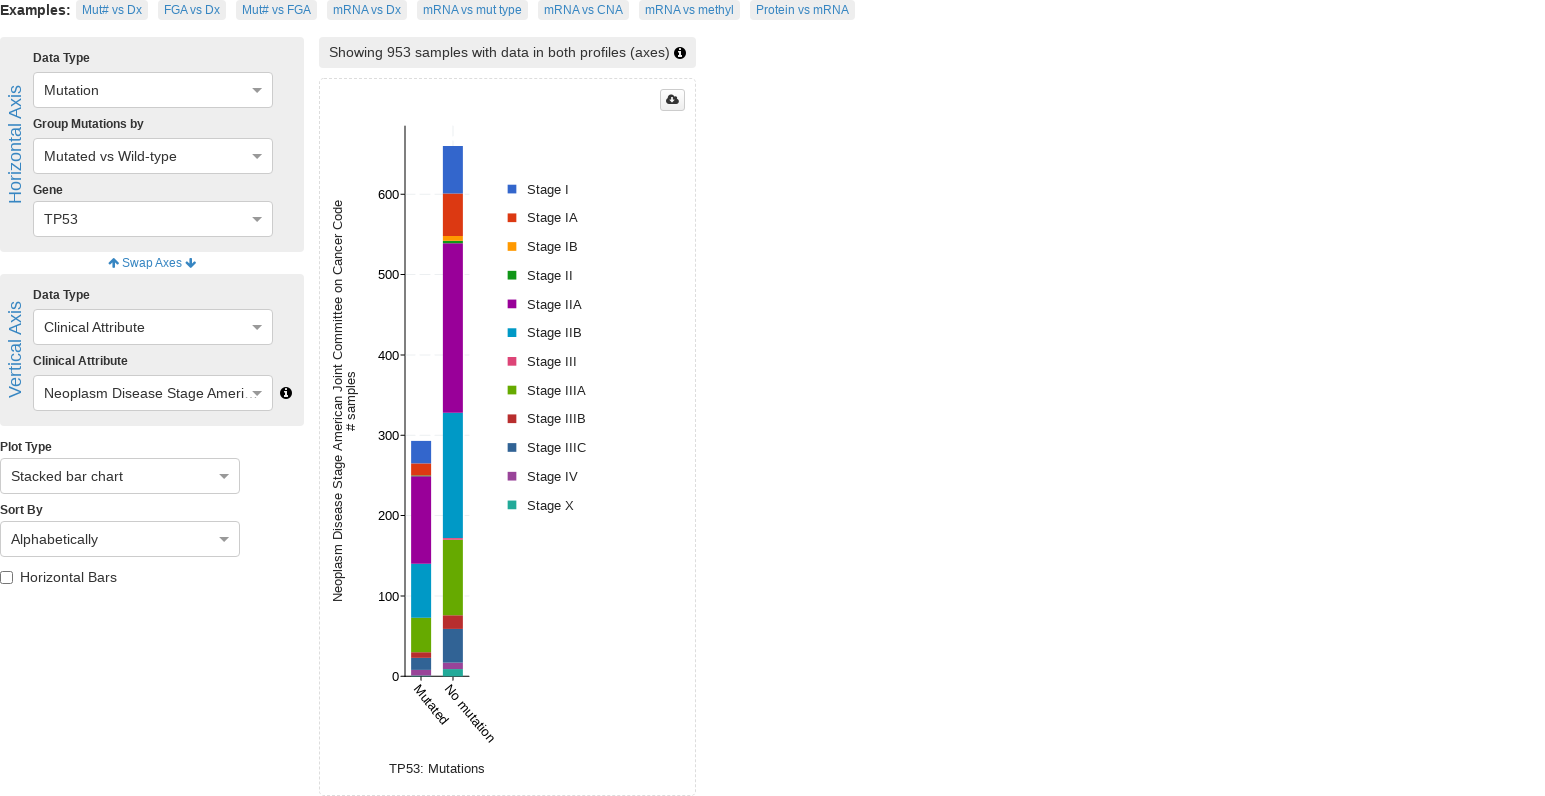 Examples: Mut# vs Dx FGA vs Dx Mut# vs FGA mRNA vs Dx mRNA vs mut type mRNA vs CNA mRNA vs methyl Protein vs mRNA
Horizontal Axis
Data Type
Mutation
Group Mutations by
Mutated vs Wild-type
Gene
TP53
Swap Axes
Vertical Axis
Data Type
Clinical Attribute
Clinical Attribute
Neoplasm Disease Stage Ameri...
Plot Type
Stacked bar chart
Sort By
Alphabetically
Horizontal Bars
Showing 953 samples with data in both profiles (axes)
Neoplasm Disease Stage American Joint Committee on Cancer Code
# samples
600
500
400
300
200
100
0
Mutated
No mutation
TP53: Mutations
Stage I
Stage IA
Stage IB
Stage II
Stage IIA
Stage IIB
Stage III
Stage IIIA
Stage IIIB
Stage IIIC
Stage IV
Stage X